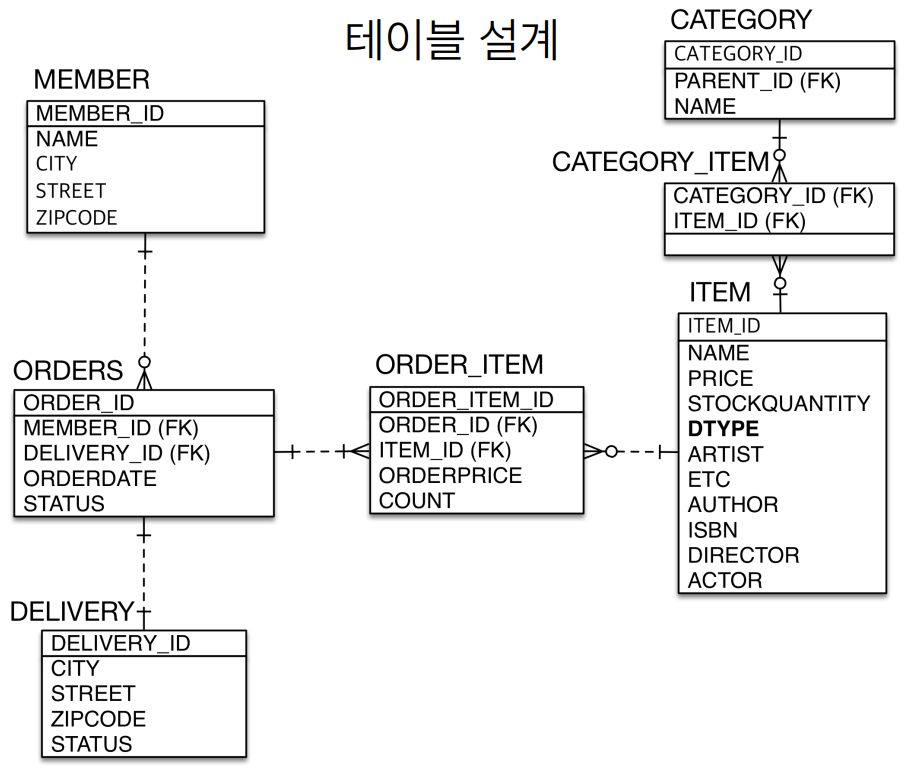 테이블 설계
MEMBER
MEMBER_ID
NAME
CITY
STREET
ZIPCODE
ORDERS
ORDER_ID
MEMBER_ID (FK)
DELIVERY_ID (FK)
ORDERDATE
STATUS
DELIVERY
DELIVERY_ID
CITY
STREET
ZIPCODE
STATUS
ORDER_ITEM
ORDER_ITEM_ID
ORDER_ID (FK)
ITEM_ID (FK)
ORDERPRICE
COUNT
CATEGORY
CATEGORY_ID
PARENT_ID (FK)
NAME
CATEGORY_ITEM
CATEGORY_ID (FK)
ITEM_ID (FK)
ITEM
ITEM_ID
NAME
PRICE
STOCKQUANTITY
DTYPE
ARTIST
ETC
AUTHOR
ISBN
DIRECTOR
ACTOR